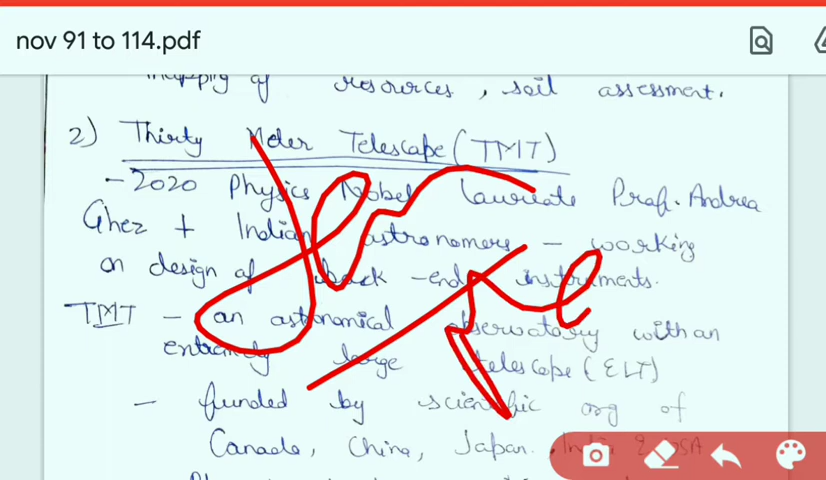 nov 91 to 114.pdf
mapping of resources, soil assessment.
2) Thirty Meter Telescape (TMT)
- 2020 Physics Nobel laureate Prof. Andrea
Ghez + Indian astronomers - working
on design of back-end instruments.
TMT - an astronomical observatory with an
large telescope (ELT)
- funded by scientific org of
Canada, China, Japan, India & USA